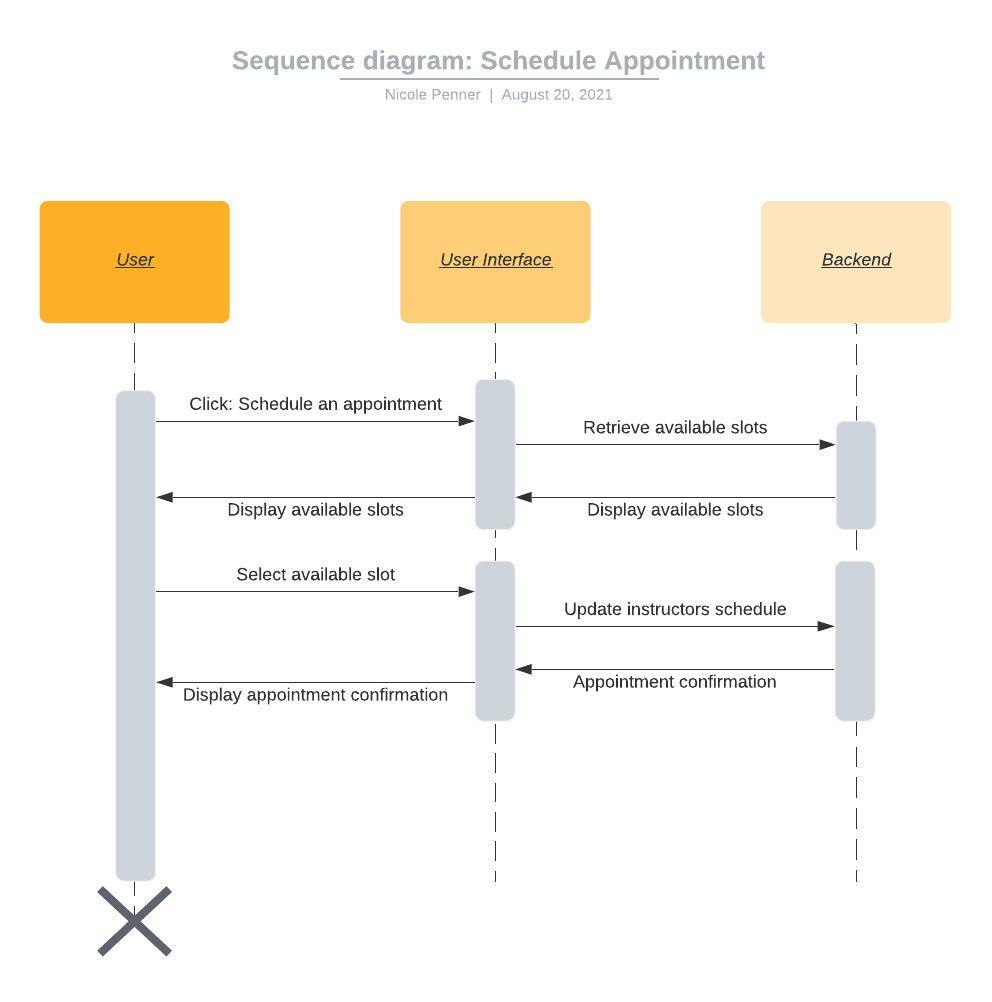 Sequence diagram: Schedule Appointment
Nicole Penner | August 20, 2021
User
User Interface
Backend
Click: Schedule an appointment
Retrieve available slots
Display available slots
Display available slots
Select available slot
Update instructors schedule
Appointment confirmation
Display appointment confirmation